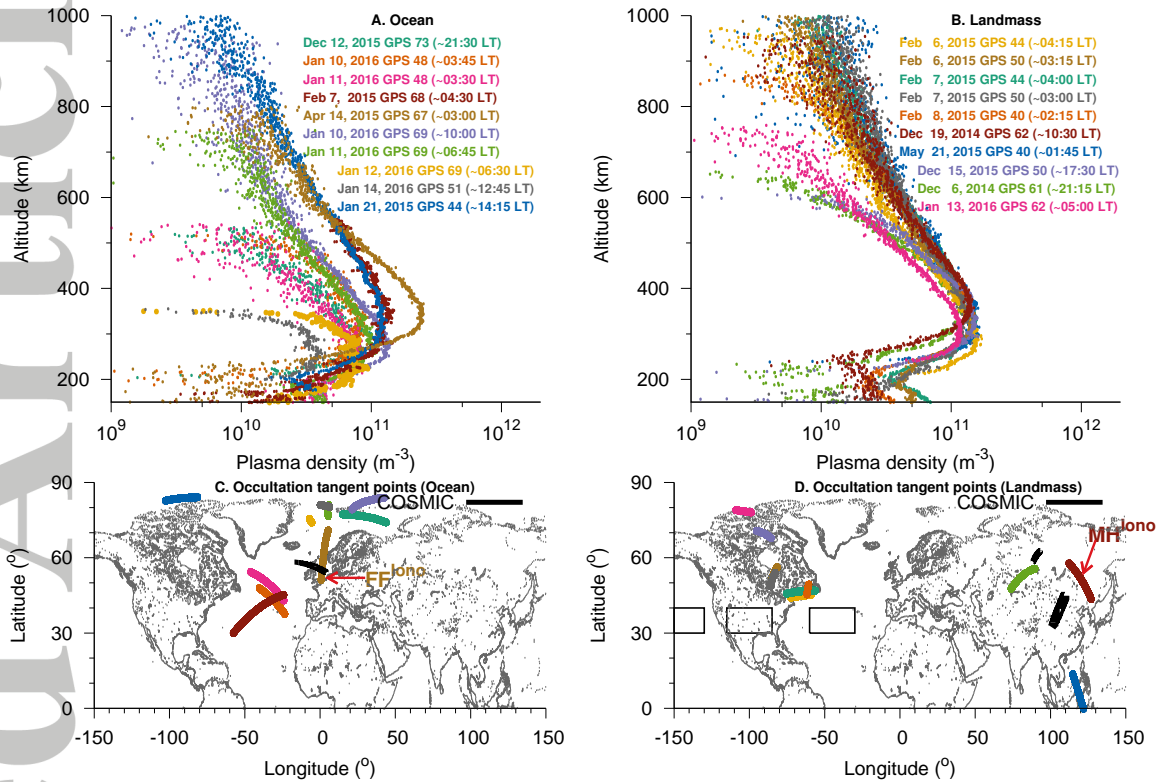 A. Ocean
Dec 12, 2015 GPS 73 (~21:30 LT)
Jan 10, 2016 GPS 48 (~03:45 LT)
Jan 11, 2016 GPS 48 (~03:30 LT)
Feb 7, 2015 GPS 68 (~04:30 LT)
Apr 14, 2015 GPS 67 (~03:00 LT)
Jan 10, 2016 GPS 69 (~10:00 LT)
Jan 11, 2016 GPS 69 (~06:45 LT)
Jan 12, 2016 GPS 69 (~06:30 LT)
Jan 14, 2016 GPS 51 (~12:45 LT)
Jan 21, 2015 GPS 44 (~14:15 LT)
1000
800
600
400
200
Altitude (km)
10^9 10^10 10^11 10^12
Plasma density (m^-3)
B. Landmass
Feb 6, 2015 GPS 44 (~04:15 LT)
Feb 6, 2015 GPS 50 (~03:15 LT)
Feb 7, 2015 GPS 44 (~04:00 LT)
Feb 7, 2015 GPS 50 (~03:00 LT)
Feb 8, 2015 GPS 40 (~02:15 LT)
Dec 19, 2014 GPS 62 (~10:30 LT)
May 21, 2015 GPS 40 (~01:45 LT)
Dec 15, 2015 GPS 50 (~17:30 LT)
Dec 6, 2014 GPS 61 (~21:15 LT)
Jan 13, 2016 GPS 62 (~05:00 LT)
1000
800
600
400
200
Altitude (km)
10^9 10^10 10^11 10^12
Plasma density (m^-3)
C. Occultation tangent points (Ocean)
COSMIC
FF^Iono
90
60
30
0
Latitude (°)
-150 -100 -50 0 50 100 150
Longitude (°)
D. Occultation tangent points (Landmass)
COSMIC
MH^Iono
90
60
30
0
Latitude (°)
-150 -100 -50 0 50 100 150
Longitude (°)